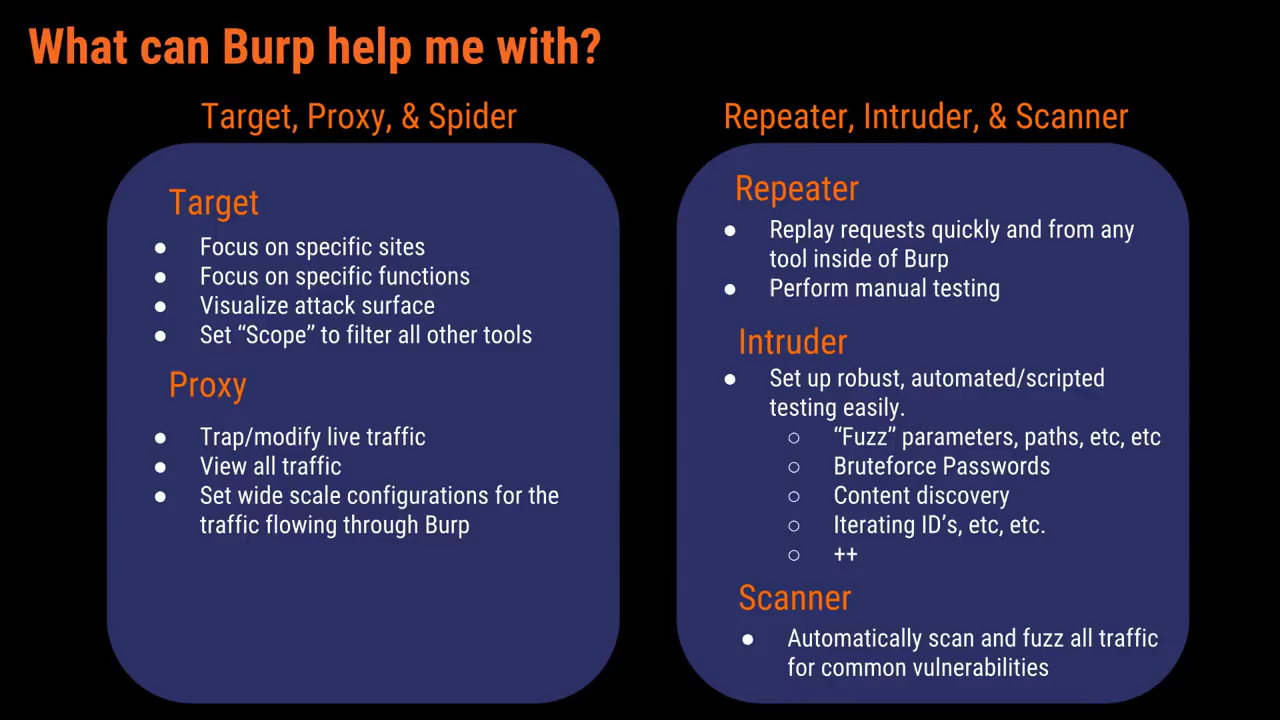 What can Burp help me with?
Target, Proxy, & Spider
Target
● Focus on specific sites
● Focus on specific functions
● Visualize attack surface
● Set “Scope” to filter all other tools
Proxy
● Trap/modify live traffic
● View all traffic
● Set wide scale configurations for the
traffic flowing through Burp
Repeater, Intruder, & Scanner
Repeater
● Replay requests quickly and from any
tool inside of Burp
● Perform manual testing
Intruder
● Set up robust, automated/scripted
testing easily.
○ “Fuzz” parameters, paths, etc, etc
○ Bruteforce Passwords
○ Content discovery
○ Iterating ID’s, etc, etc.
○ ++
Scanner
● Automatically scan and fuzz all traffic
for common vulnerabilities